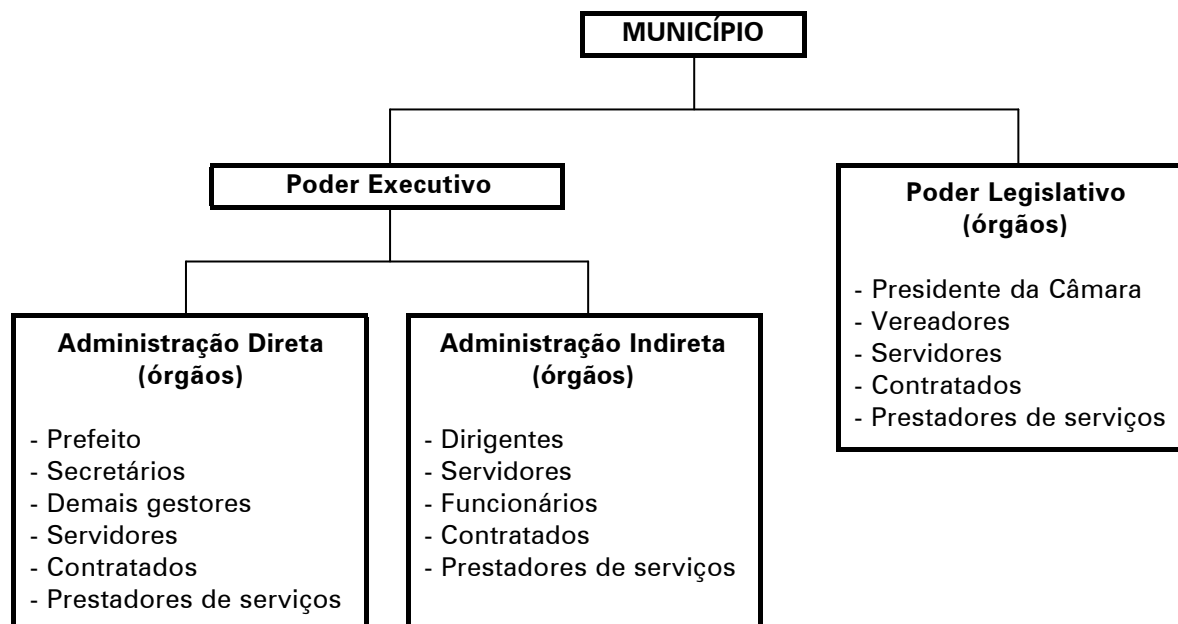 MUNICÍPIO
Poder Executivo
Poder Legislativo
(órgãos)
- Presidente da Câmara
- Vereadores
- Servidores
- Contratados
- Prestadores de serviços
Administração Direta
(órgãos)
- Prefeito
- Secretários
- Demais gestores
- Servidores
- Contratados
- Prestadores de serviços
Administração Indireta
(órgãos)
- Dirigentes
- Servidores
- Funcionários
- Contratados
- Prestadores de serviços